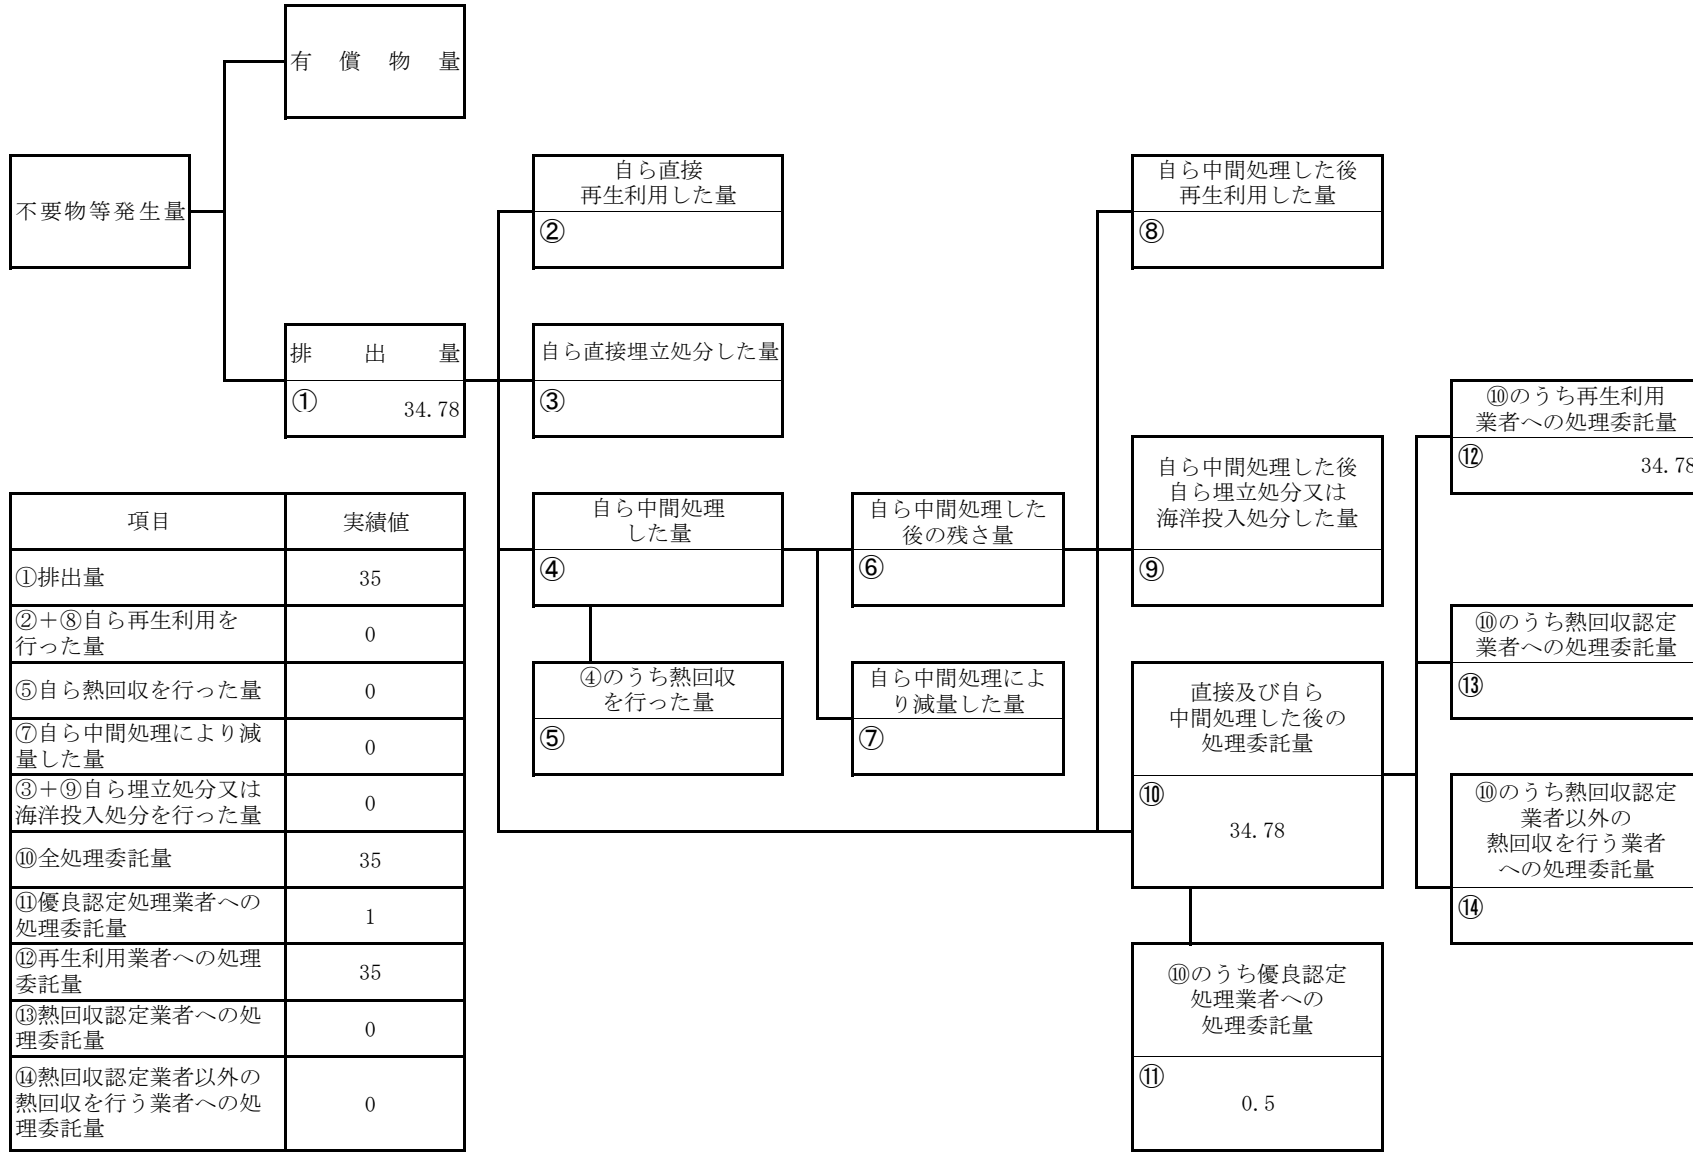 有償物量
不要物等発生量
排出量
①
34.78
自ら直接
再生利用した量
②
自ら直接埋立処分した量
③
自ら中間処理
した量
④
④のうち熱回収
を行った量
⑤
自ら中間処理した
後の残さ量
⑥
自ら中間処理によ
り減量した量
⑦
自ら中間処理した後
再生利用した量
⑧
自ら中間処理した後
自ら埋立処分又は
海洋投入処分した量
⑨
直接及び自ら
中間処理した後の
処理委託量
⑩
34.78
⑩のうち優良認定
処理業者への
処理委託量
⑪
0.5
⑩のうち再生利用
業者への処理委託量
⑫
34.78
⑩のうち熱回収認定
業者への処理委託量
⑬
⑩のうち熱回収認定
業者以外の
熱回収を行う業者
への処理委託量
⑭
項目 実績値
①排出量 35
②＋⑧自ら再生利用を
行った量 0
⑤自ら熱回収を行った量 0
⑦自ら中間処理により減
量した量 0
③＋⑨自ら埋立処分又は
海洋投入処分を行った量 0
⑩全処理委託量 35
⑪優良認定処理業者への
処理委託量 1
⑫再生利用業者への処理
委託量 35
⑬熱回収認定業者への処
理委託量 0
⑭熱回収認定業者以外の
熱回収を行う業者への処
理委託量 0